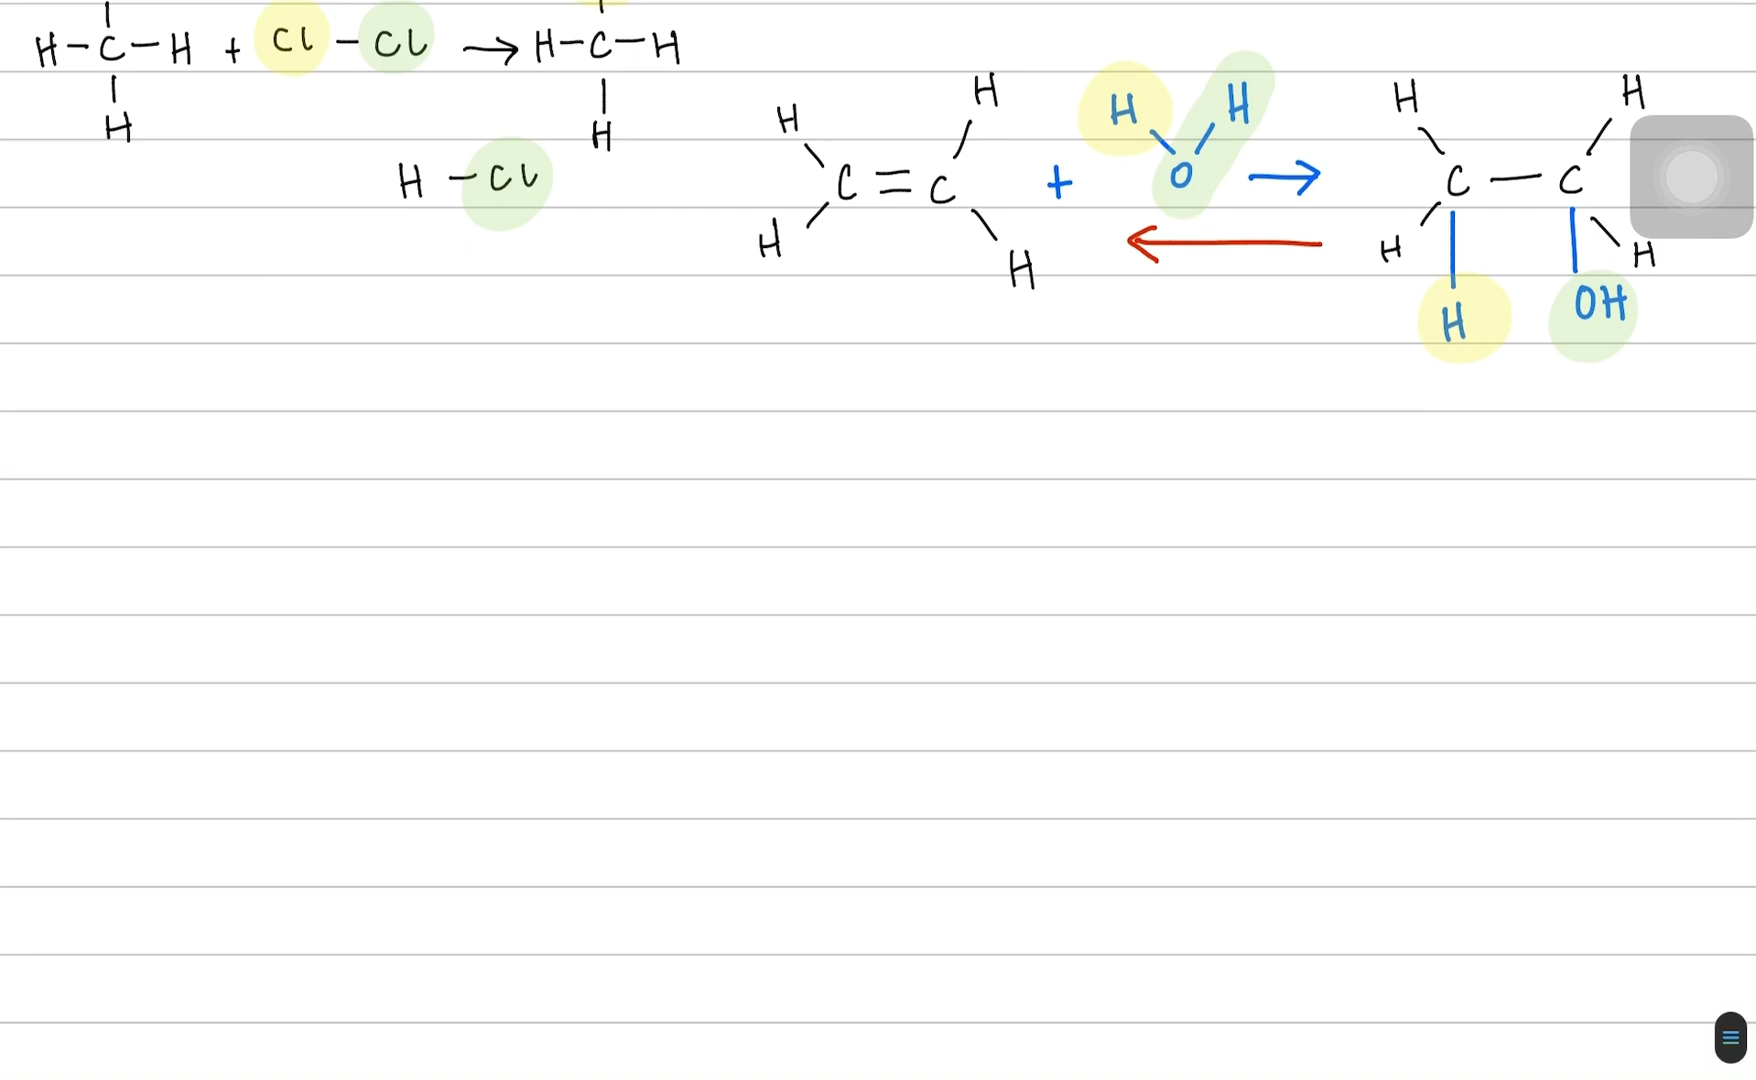 H-C-H + Cl-Cl → H-C-H
H
H
H-Cl
H H
C=C
H H
+
H H
O
→
←
H H
C-C
H H
H OH